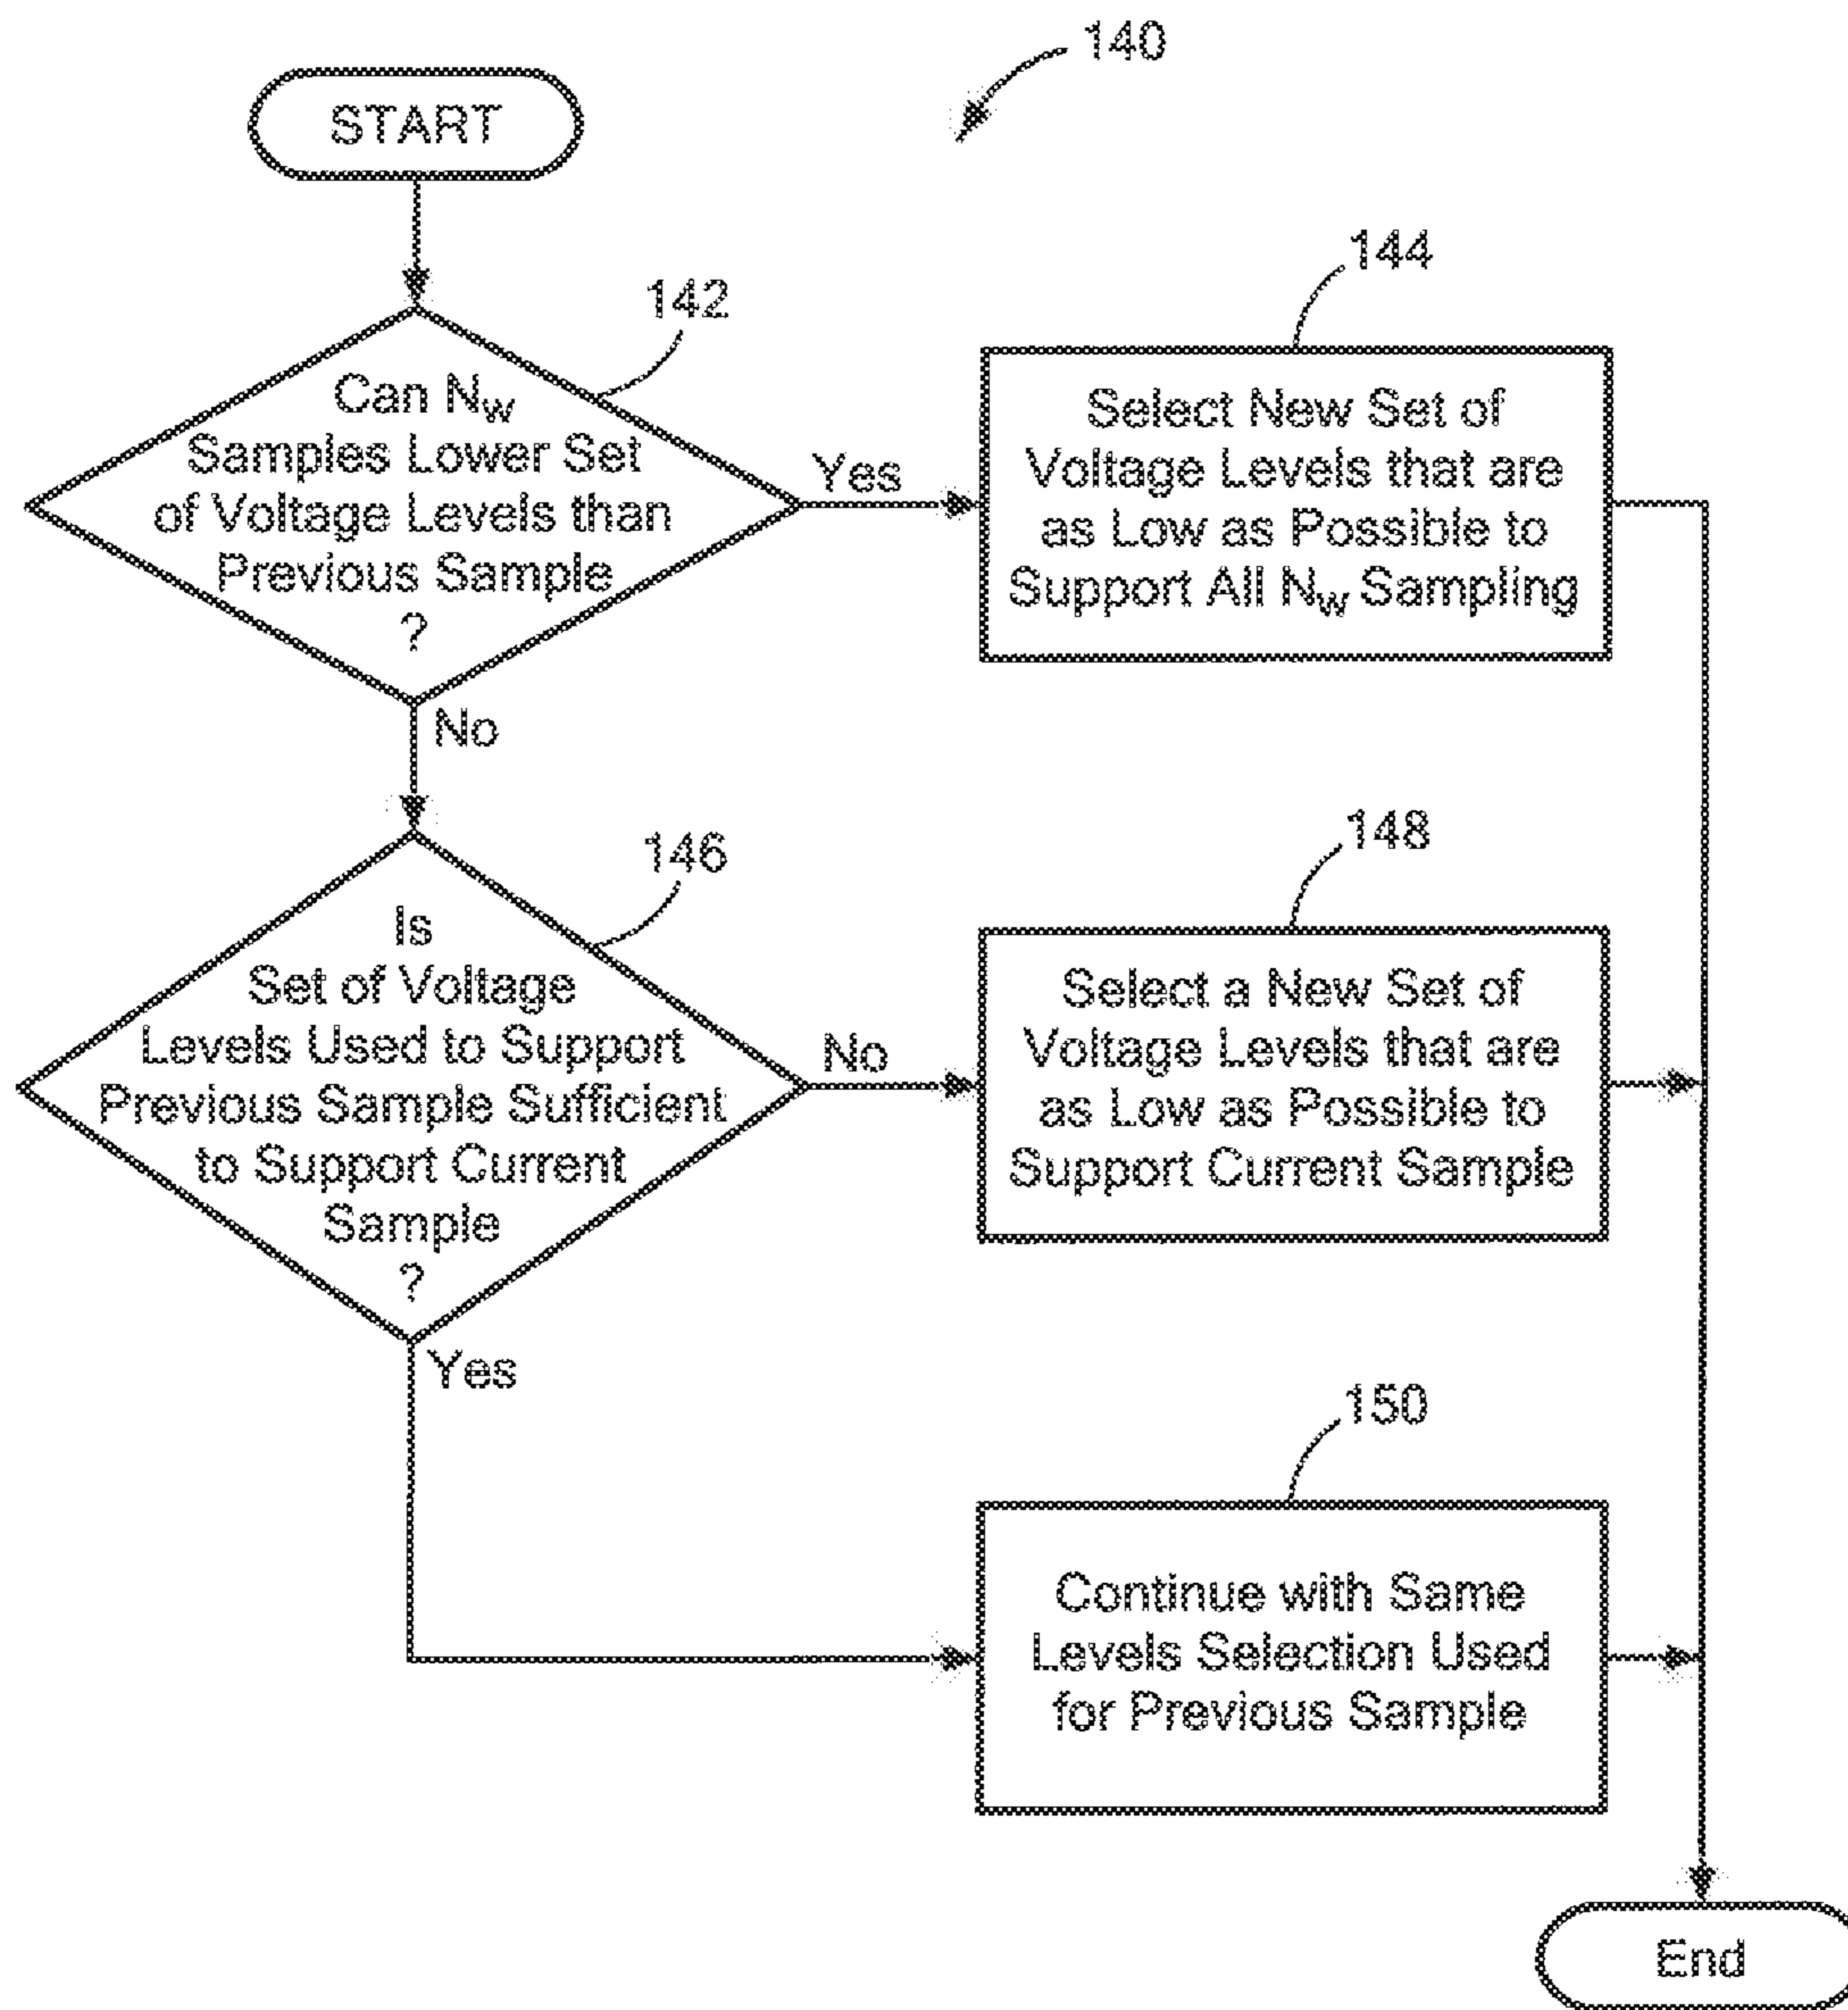 140
START
142
Can NW
Samples Lower Set
of Voltage Levels than
Previous Sample
?
Yes
No
144
Select New Set of
Voltage Levels that are
as Low as Possible to
Support All NW Sampling
146
Is
Set of Voltage
Levels Used to Support
Previous Sample Sufficient
to Support Current
Sample
?
No
Yes
148
Select a New Set of
Voltage Levels that are
as Low as Possible to
Support Current Sample
150
Continue with Same
Levels Selection Used
for Previous Sample
End